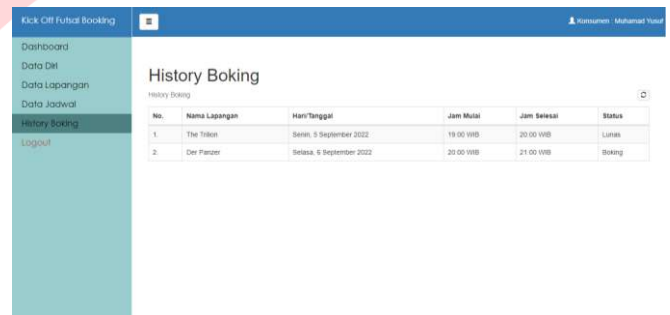 Kick Off Futsal Booking
Konsumen : Muhamad Yusuf
Dashboard
Data Diri
Data Lapangan
Data Jadwal
History Boking
Logout
History Boking
History Boking
No. Nama Lapangan Hari/Tanggal Jam Mulai Jam Selesai Status
1. The Trilion Senin, 5 September 2022 19.00 WIB 20.00 WIB Lunas
2. Der Panzer Selasa, 6 September 2022 20.00 WIB 21.00 WIB Boking